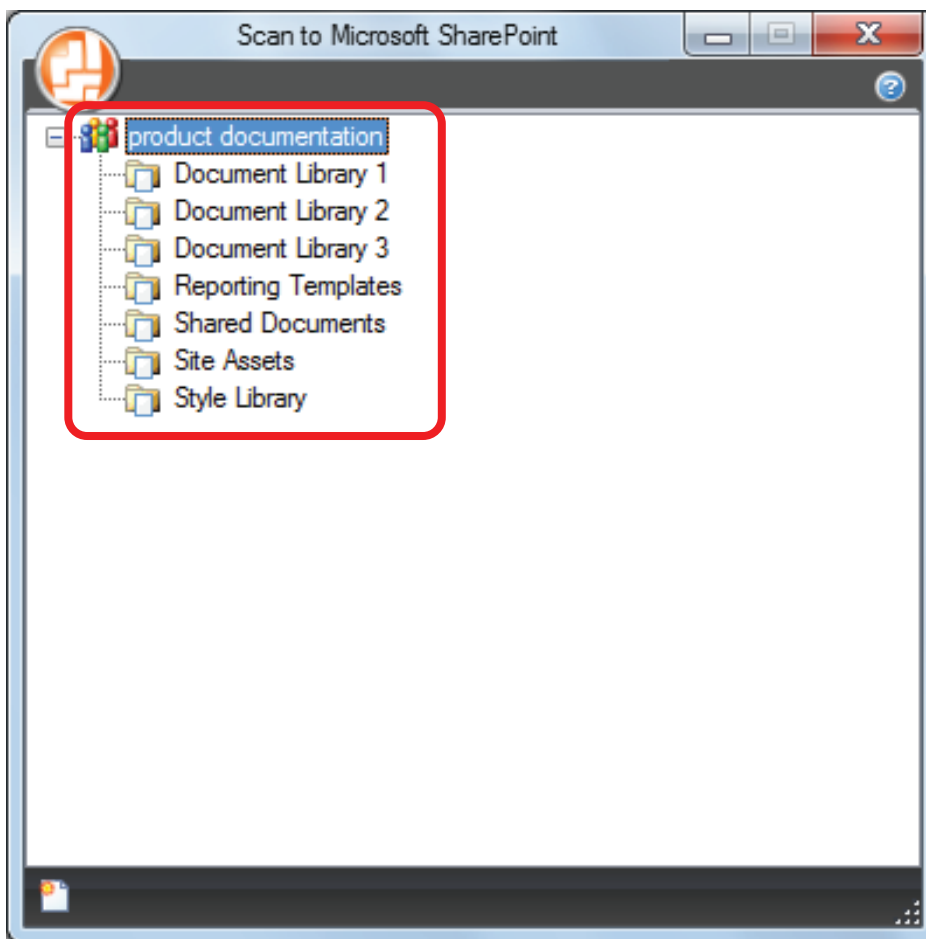 Scan to Microsoft SharePoint
product documentation
Document Library 1
Document Library 2
Document Library 3
Reporting Templates
Shared Documents
Site Assets
Style Library